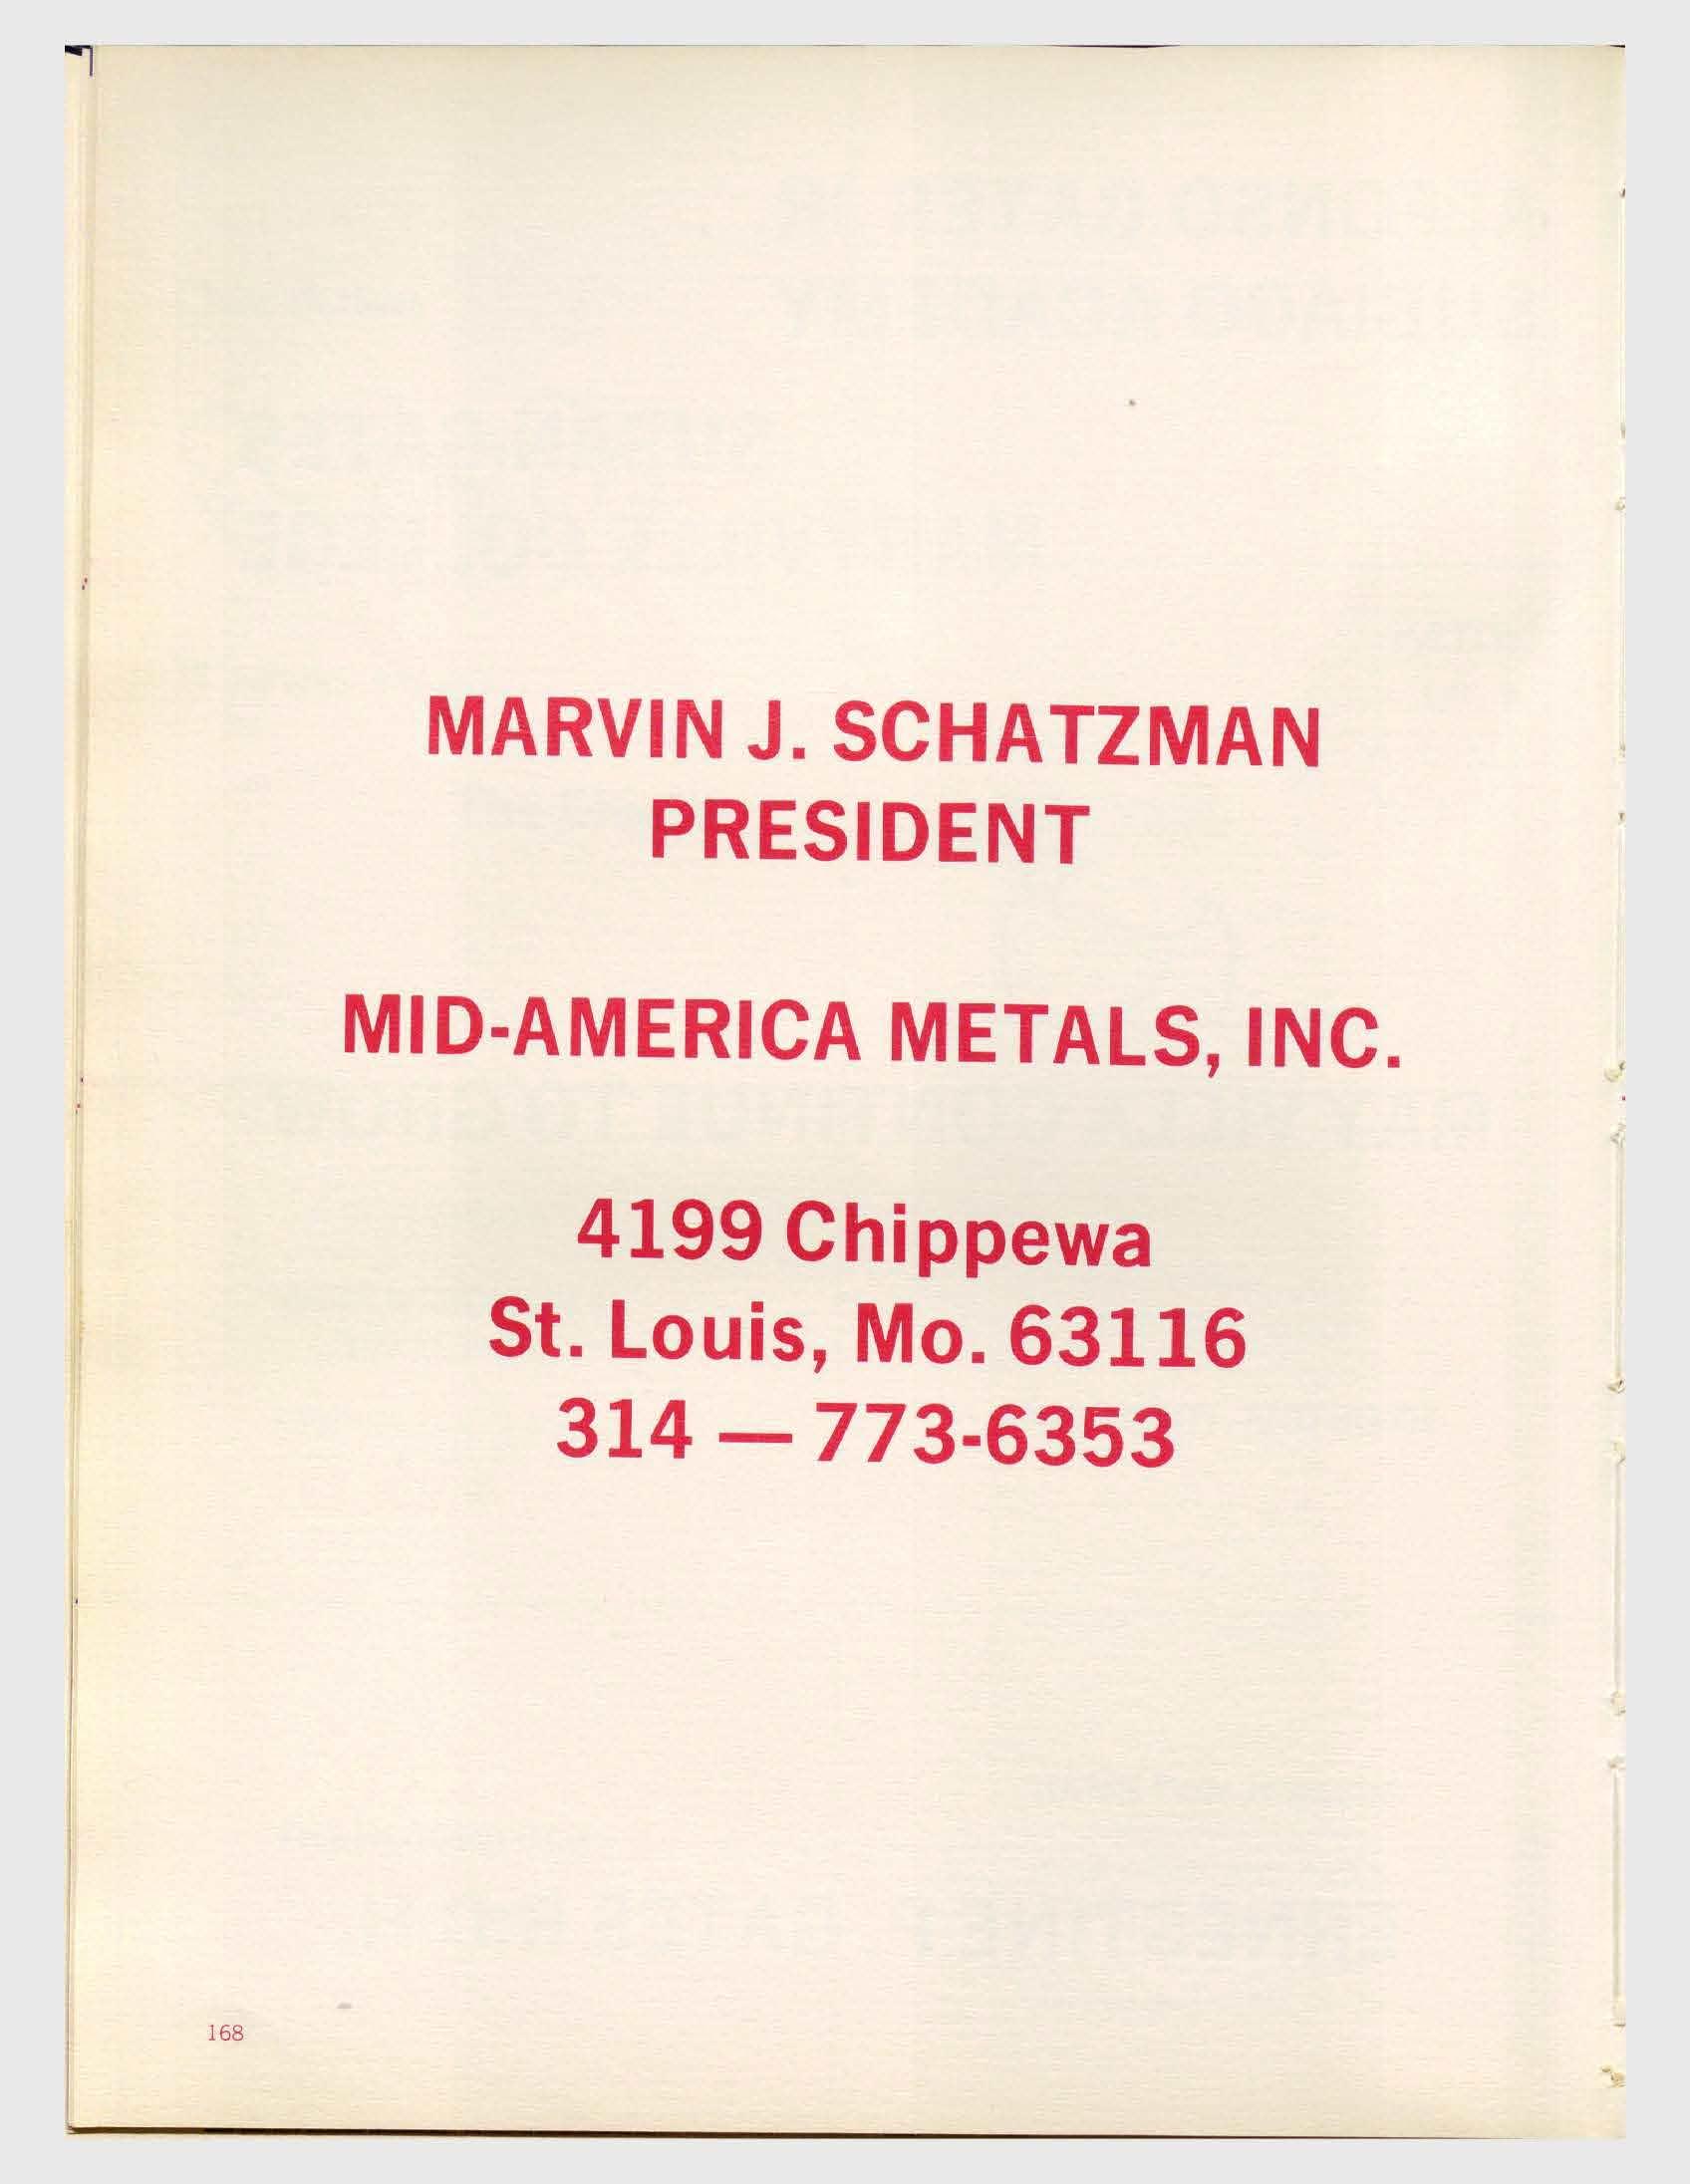 MARVIN J. SCHATZMAN
PRESIDENT
MID-AMERICA METALS, INC.
4199 Chippewa
St. Louis, Mo. 63116
314 — 773-6353
168